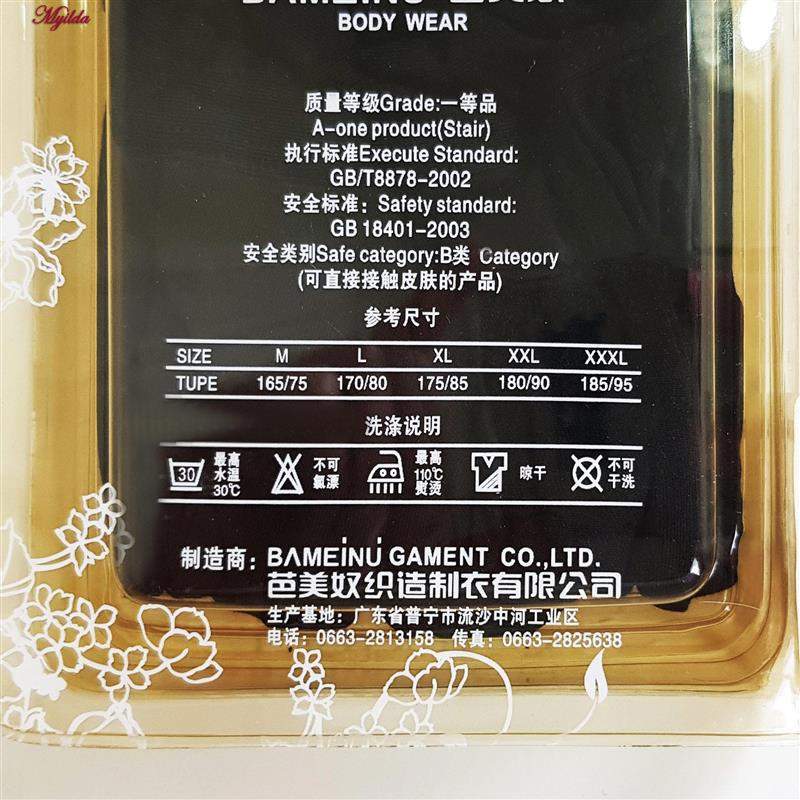 Myilda
BODY WEAR
质量等级Grade:一等品
A-one product(Stair)
执行标准Execute Standard:
GB/T8878-2002
安全标准：Safety standard:
GB 18401-2003
安全类别Safe category:B类 Category
(可直接接触皮肤的产品)
参考尺寸
SIZE M L XL XXL XXXL
TUPE 165/75 170/80 175/85 180/90 185/95
洗涤说明
30 最高水温30℃ 不可氯漂 最高110℃熨烫 晾干 不可干洗
制造商：BAMEINU GAMENT CO.,LTD.
芭美奴织造制衣有限公司
生产基地：广东省普宁市流沙中河工业区
电话：0663-2813158 传真：0663-2825638